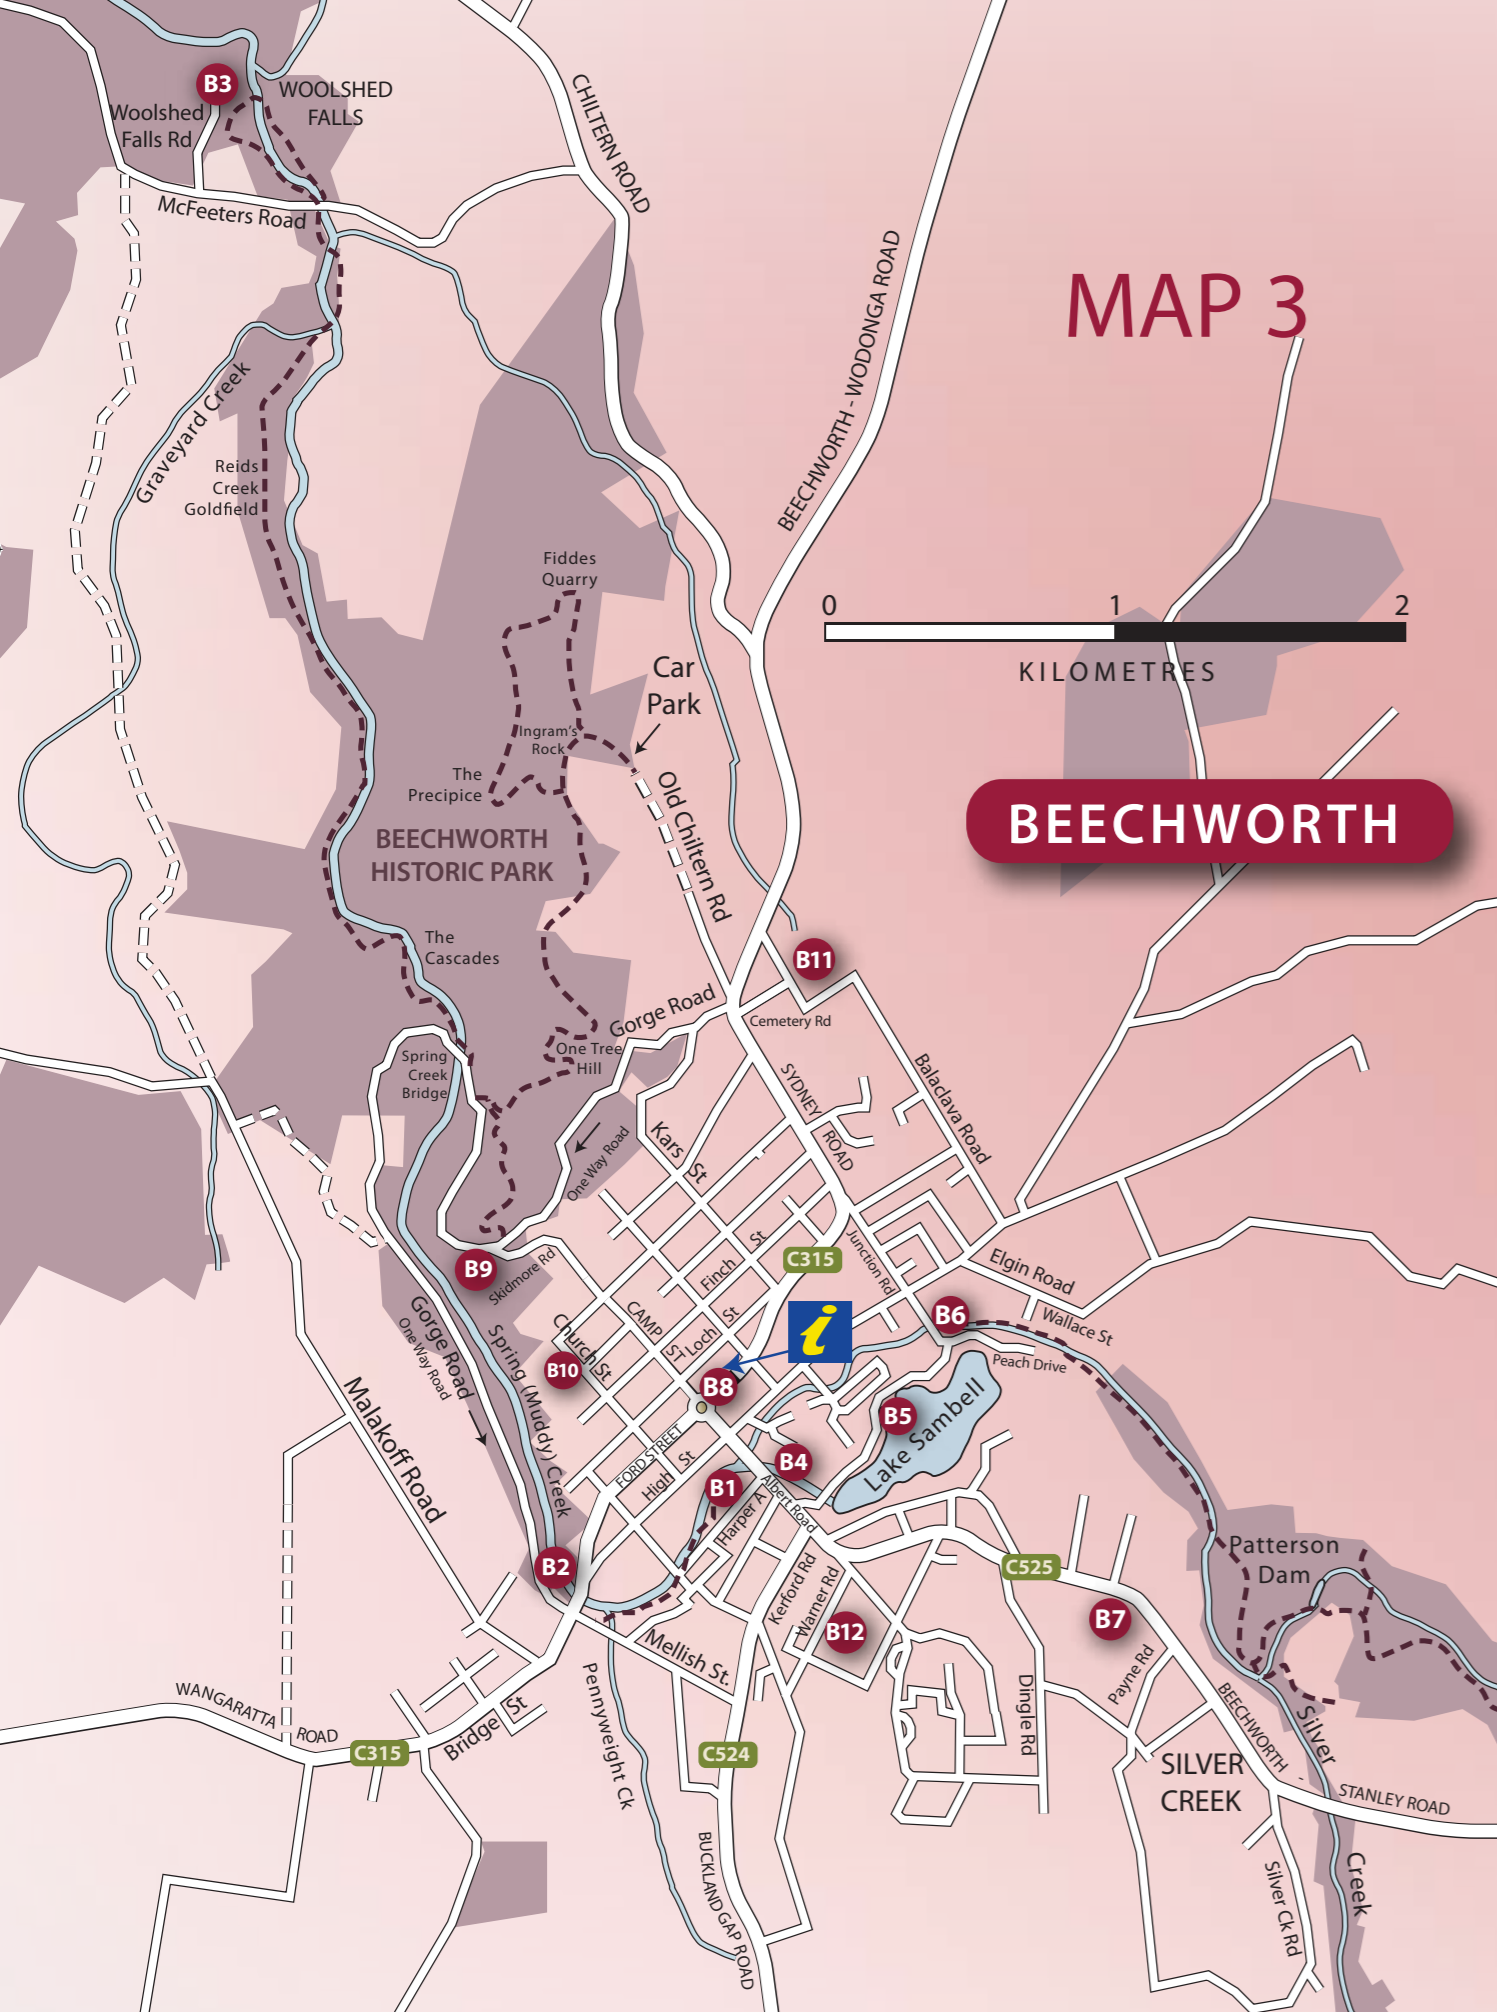 B3
WOOLSHED
FALLS
Woolshed
Falls Rd
McFeeters Road
CHILTERN ROAD
BEECHWORTH - WODONGA ROAD
MAP 3
Graveyard Creek
Reids
Creek
Goldfield
Fiddes
Quarry
0
1
2
KILOMETRES
Car
Park
Ingram's
Rock
The
Precipice
Old Chiltern Rd
BEECHWORTH
BEECHWORTH
HISTORIC PARK
The
Cascades
B11
Gorge Road
Cemetery Rd
One Tree
Hill
Spring
Creek
Bridge
SYDNEY
ROAD
Balaclava Road
Kars St
One Way Road
B9
Skidmore Rd
Finch St
C315
Junction Rd
Elgin Road
Wallace St
B6
Peach Drive
CAMP ST
Loch St
i
Church St
B10
B8
B5
Lake Sambell
Gorge Road
One Way Road
Spring (Muddy) Creek
Malakoff Road
FORD STREET
High St
B4
B1
Albert Road
Harper A
B2
Kerford Rd
Warner Rd
B12
C525
B7
Patterson
Dam
Mellish St.
Pennyweight Ck
Dingle Rd
Payne Rd
BEECHWORTH -
STANLEY ROAD
Silver
Creek
SILVER
CREEK
WANGARATTA
ROAD
C315
Bridge St
C524
BUCKLAND GAP ROAD
Silver Ck Rd